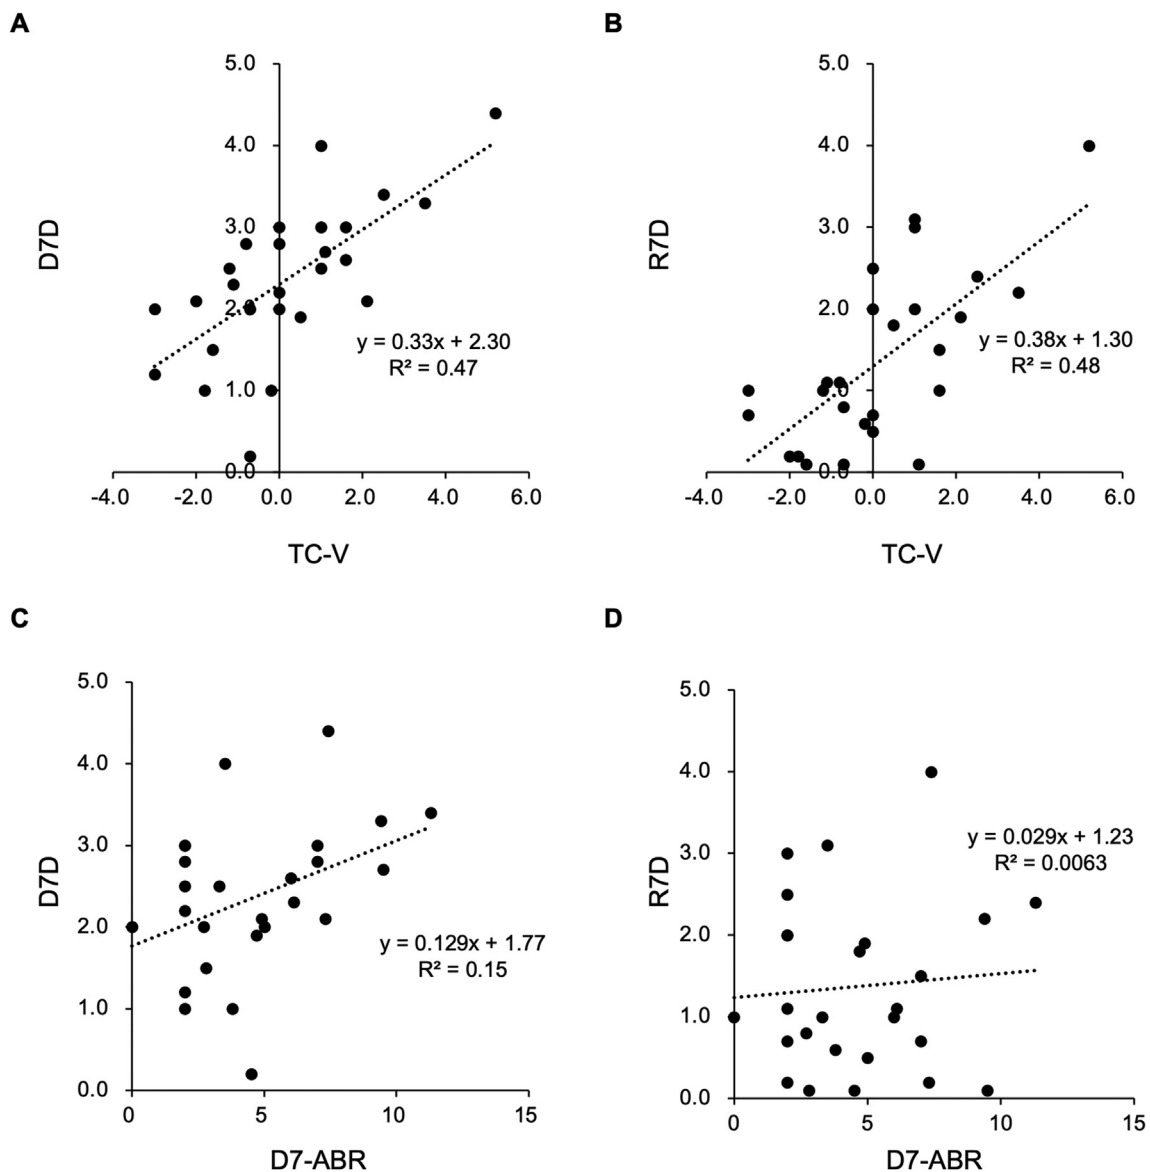 A
B
5.0
4.0
3.0
2.0
1.0
0.0
D7D
y = 0.33x + 2.30
R² = 0.47
-4.0 -2.0 0.0 2.0 4.0 6.0
TC-V
5.0
4.0
3.0
2.0
0
0.0
R7D
y = 0.38x + 1.30
R² = 0.48
-4.0 -2.0 0.0 2.0 4.0 6.0
TC-V
C
D
5.0
4.0
3.0
2.0
1.0
0.0
D7D
y = 0.129x + 1.77
R² = 0.15
0 5 10 15
D7-ABR
5.0
4.0
3.0
2.0
1.0
0.0
R7D
y = 0.029x + 1.23
R² = 0.0063
0 5 10 15
D7-ABR